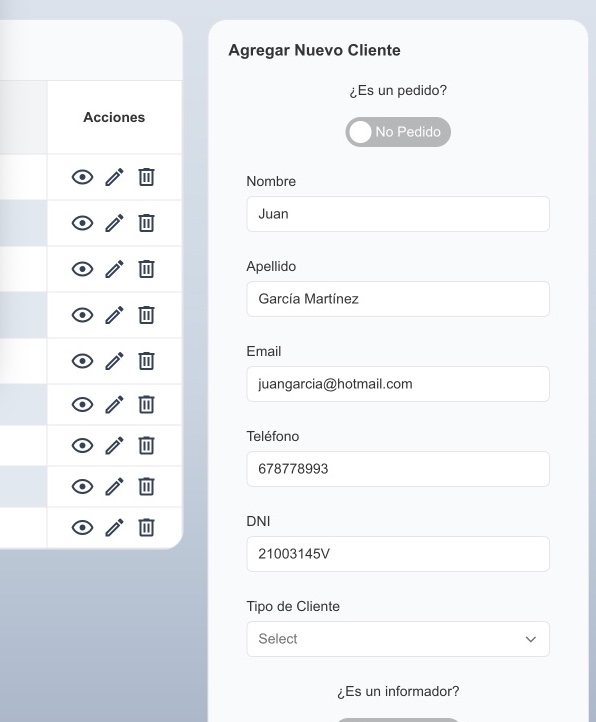 Acciones
Agregar Nuevo Cliente
¿Es un pedido?
No Pedido
Nombre
Juan
Apellido
García Martínez
Email
juangarcia@hotmail.com
Teléfono
678778993
DNI
21003145V
Tipo de Cliente
Select
¿Es un informador?